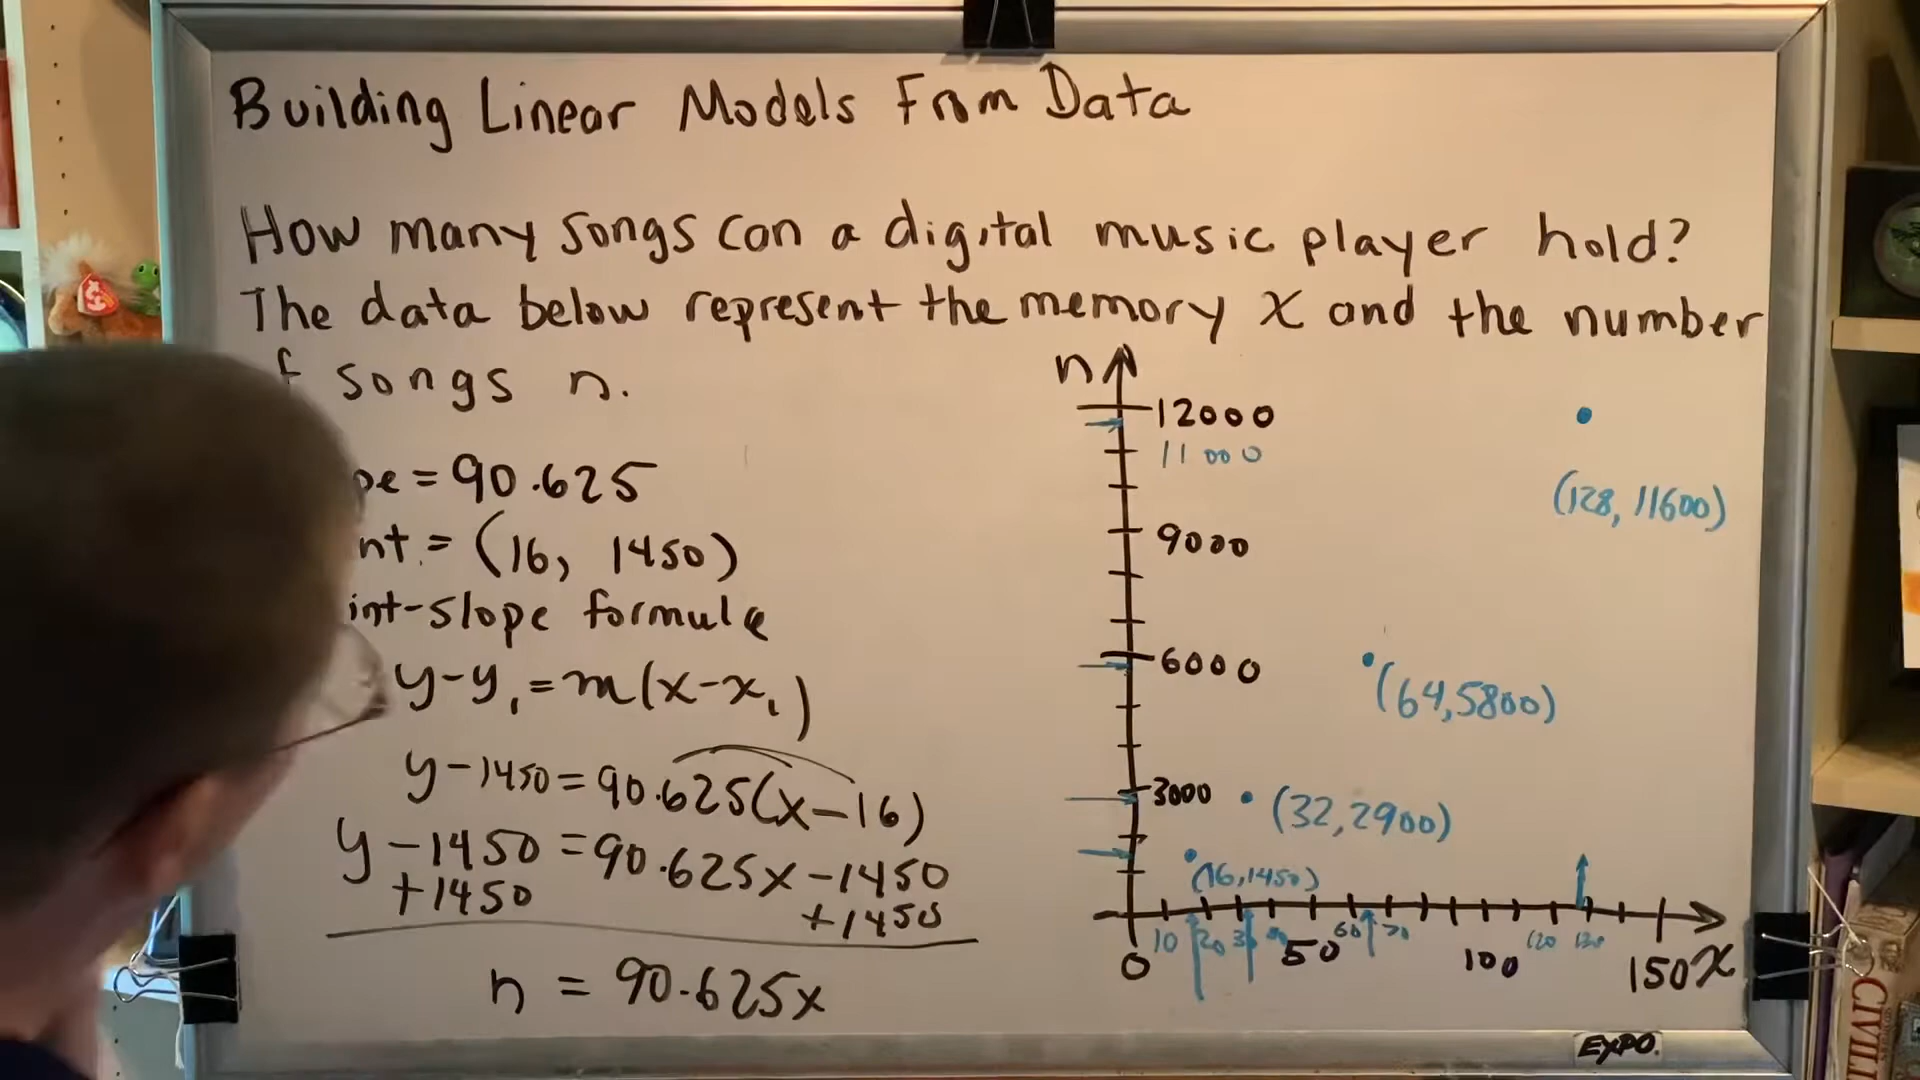 Building Linear Models From Data
How many songs can a digital music player hold?
The data below represent the memory x and the number
f songs n.
pe = 90.625
nt = (16, 1450)
int-slope formula
y-y₁ = m(x-x₁)
y-1450 = 90.625(x-16)
y-1450 = 90.625x-1450
+1450 +1450
n = 90.625x
n
12000
11000
9000
(128, 11600)
6000
(64,5800)
3000
(32,2900)
(16,1450)
10 20 50 60 70 100 120 150 x
0
EXPO.
CIVILI
ty